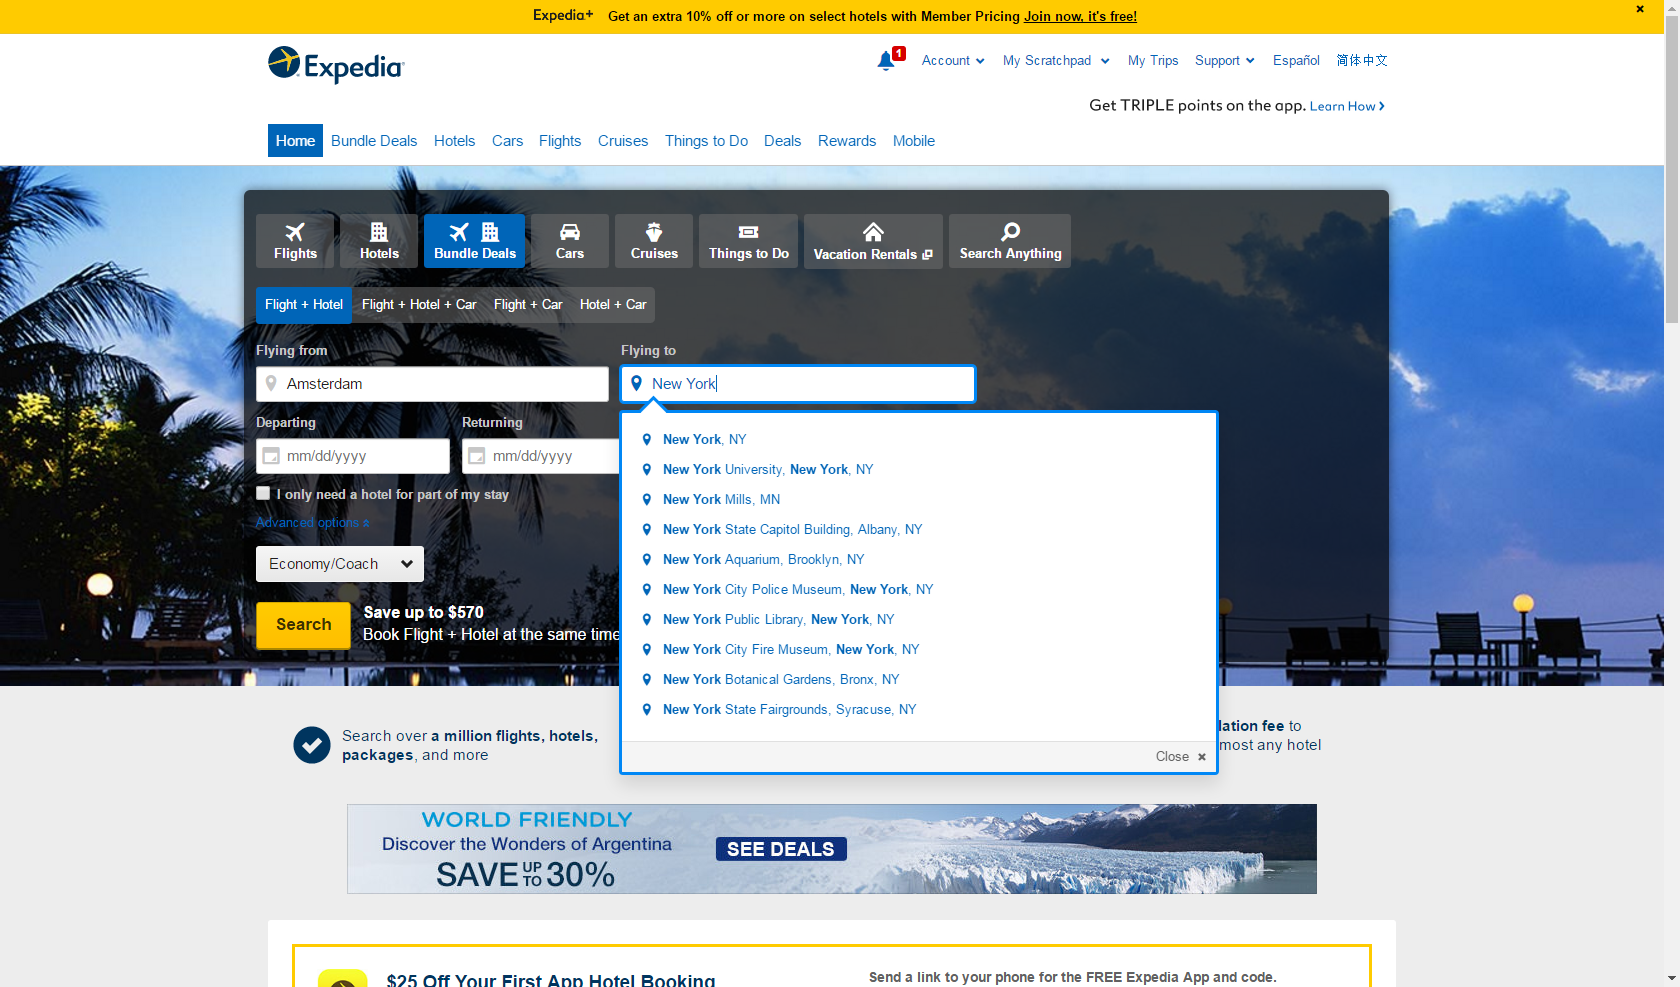 Expedia+ Get an extra 10% off or more on select hotels with Member Pricing Join now, it's free!
Expedia
1
Account
My Scratchpad
My Trips
Support
Español
简体中文
Get TRIPLE points on the app. Learn How
Home
Bundle Deals
Hotels
Cars
Flights
Cruises
Things to Do
Deals
Rewards
Mobile
Flights
Hotels
Bundle Deals
Cars
Cruises
Things to Do
Vacation Rentals
Search Anything
Flight + Hotel
Flight + Hotel + Car
Flight + Car
Hotel + Car
Flying from
Flying to
Amsterdam
New York
Departing
Returning
mm/dd/yyyy
mm/dd/yyyy
I only need a hotel for part of my stay
Advanced options
Economy/Coach
Search
Save up to $570
Book Flight + Hotel at the same time
New York, NY
New York University, New York, NY
New York Mills, MN
New York State Capitol Building, Albany, NY
New York Aquarium, Brooklyn, NY
New York City Police Museum, New York, NY
New York Public Library, New York, NY
New York City Fire Museum, New York, NY
New York Botanical Gardens, Bronx, NY
New York State Fairgrounds, Syracuse, NY
Close
Search over a million flights, hotels,
packages, and more
lation fee to
most any hotel
WORLD FRIENDLY
Discover the Wonders of Argentina
SAVE UP TO 30%
SEE DEALS
$25 Off Your First App Hotel Booking
Send a link to your phone for the FREE Expedia App and code.